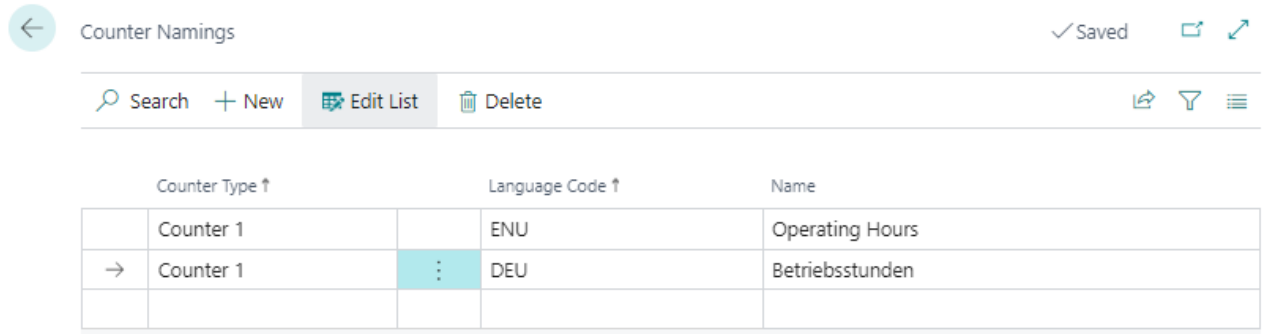 Counter Namings
Saved
Search New Edit List Delete
Counter Type ↑ Language Code ↑ Name
Counter 1 ENU Operating Hours
Counter 1 DEU Betriebsstunden